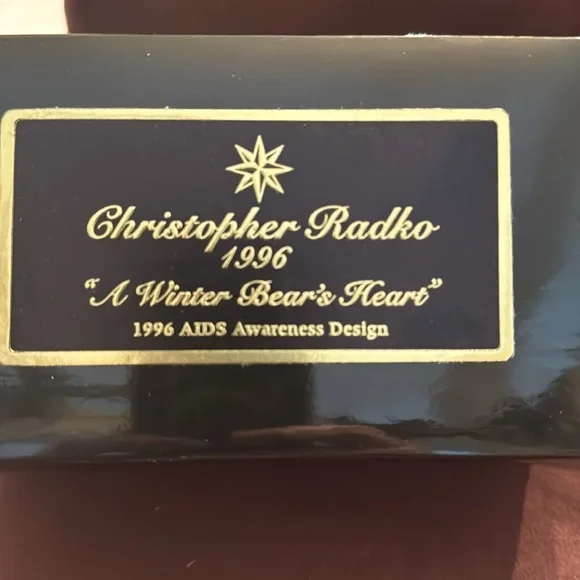 Christopher Radko
1996
"A Winter Bear's Heart"
1996 AIDS Awareness Design